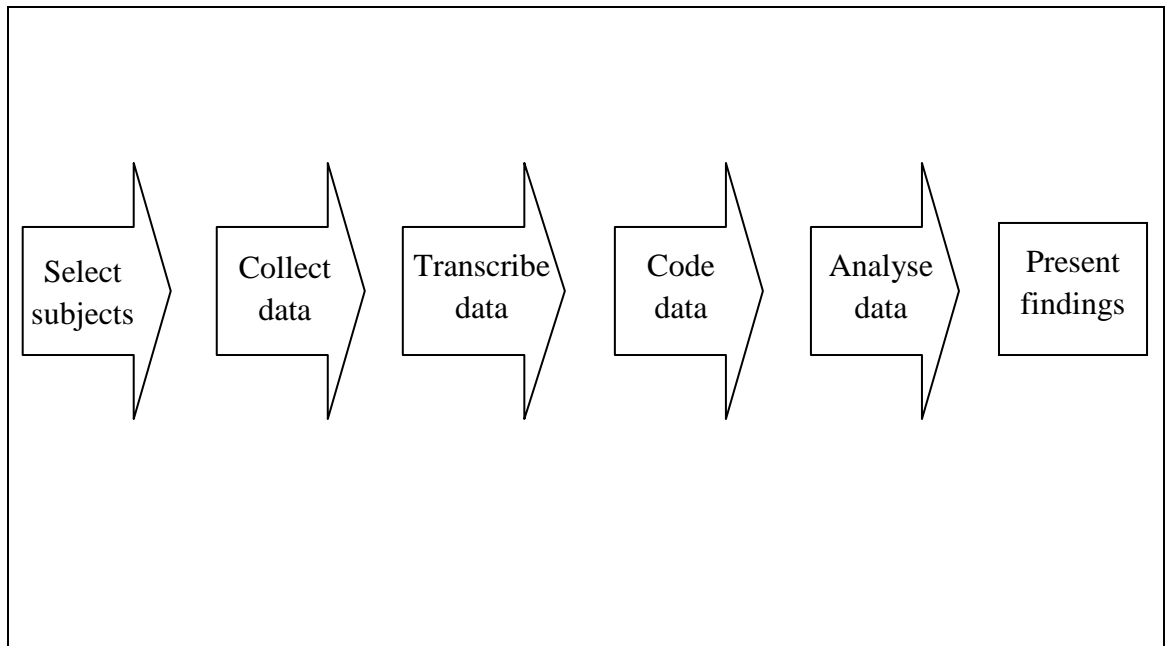 Select
subjects
Collect
data
Transcribe
data
Code
data
Analyse
data
Present
findings